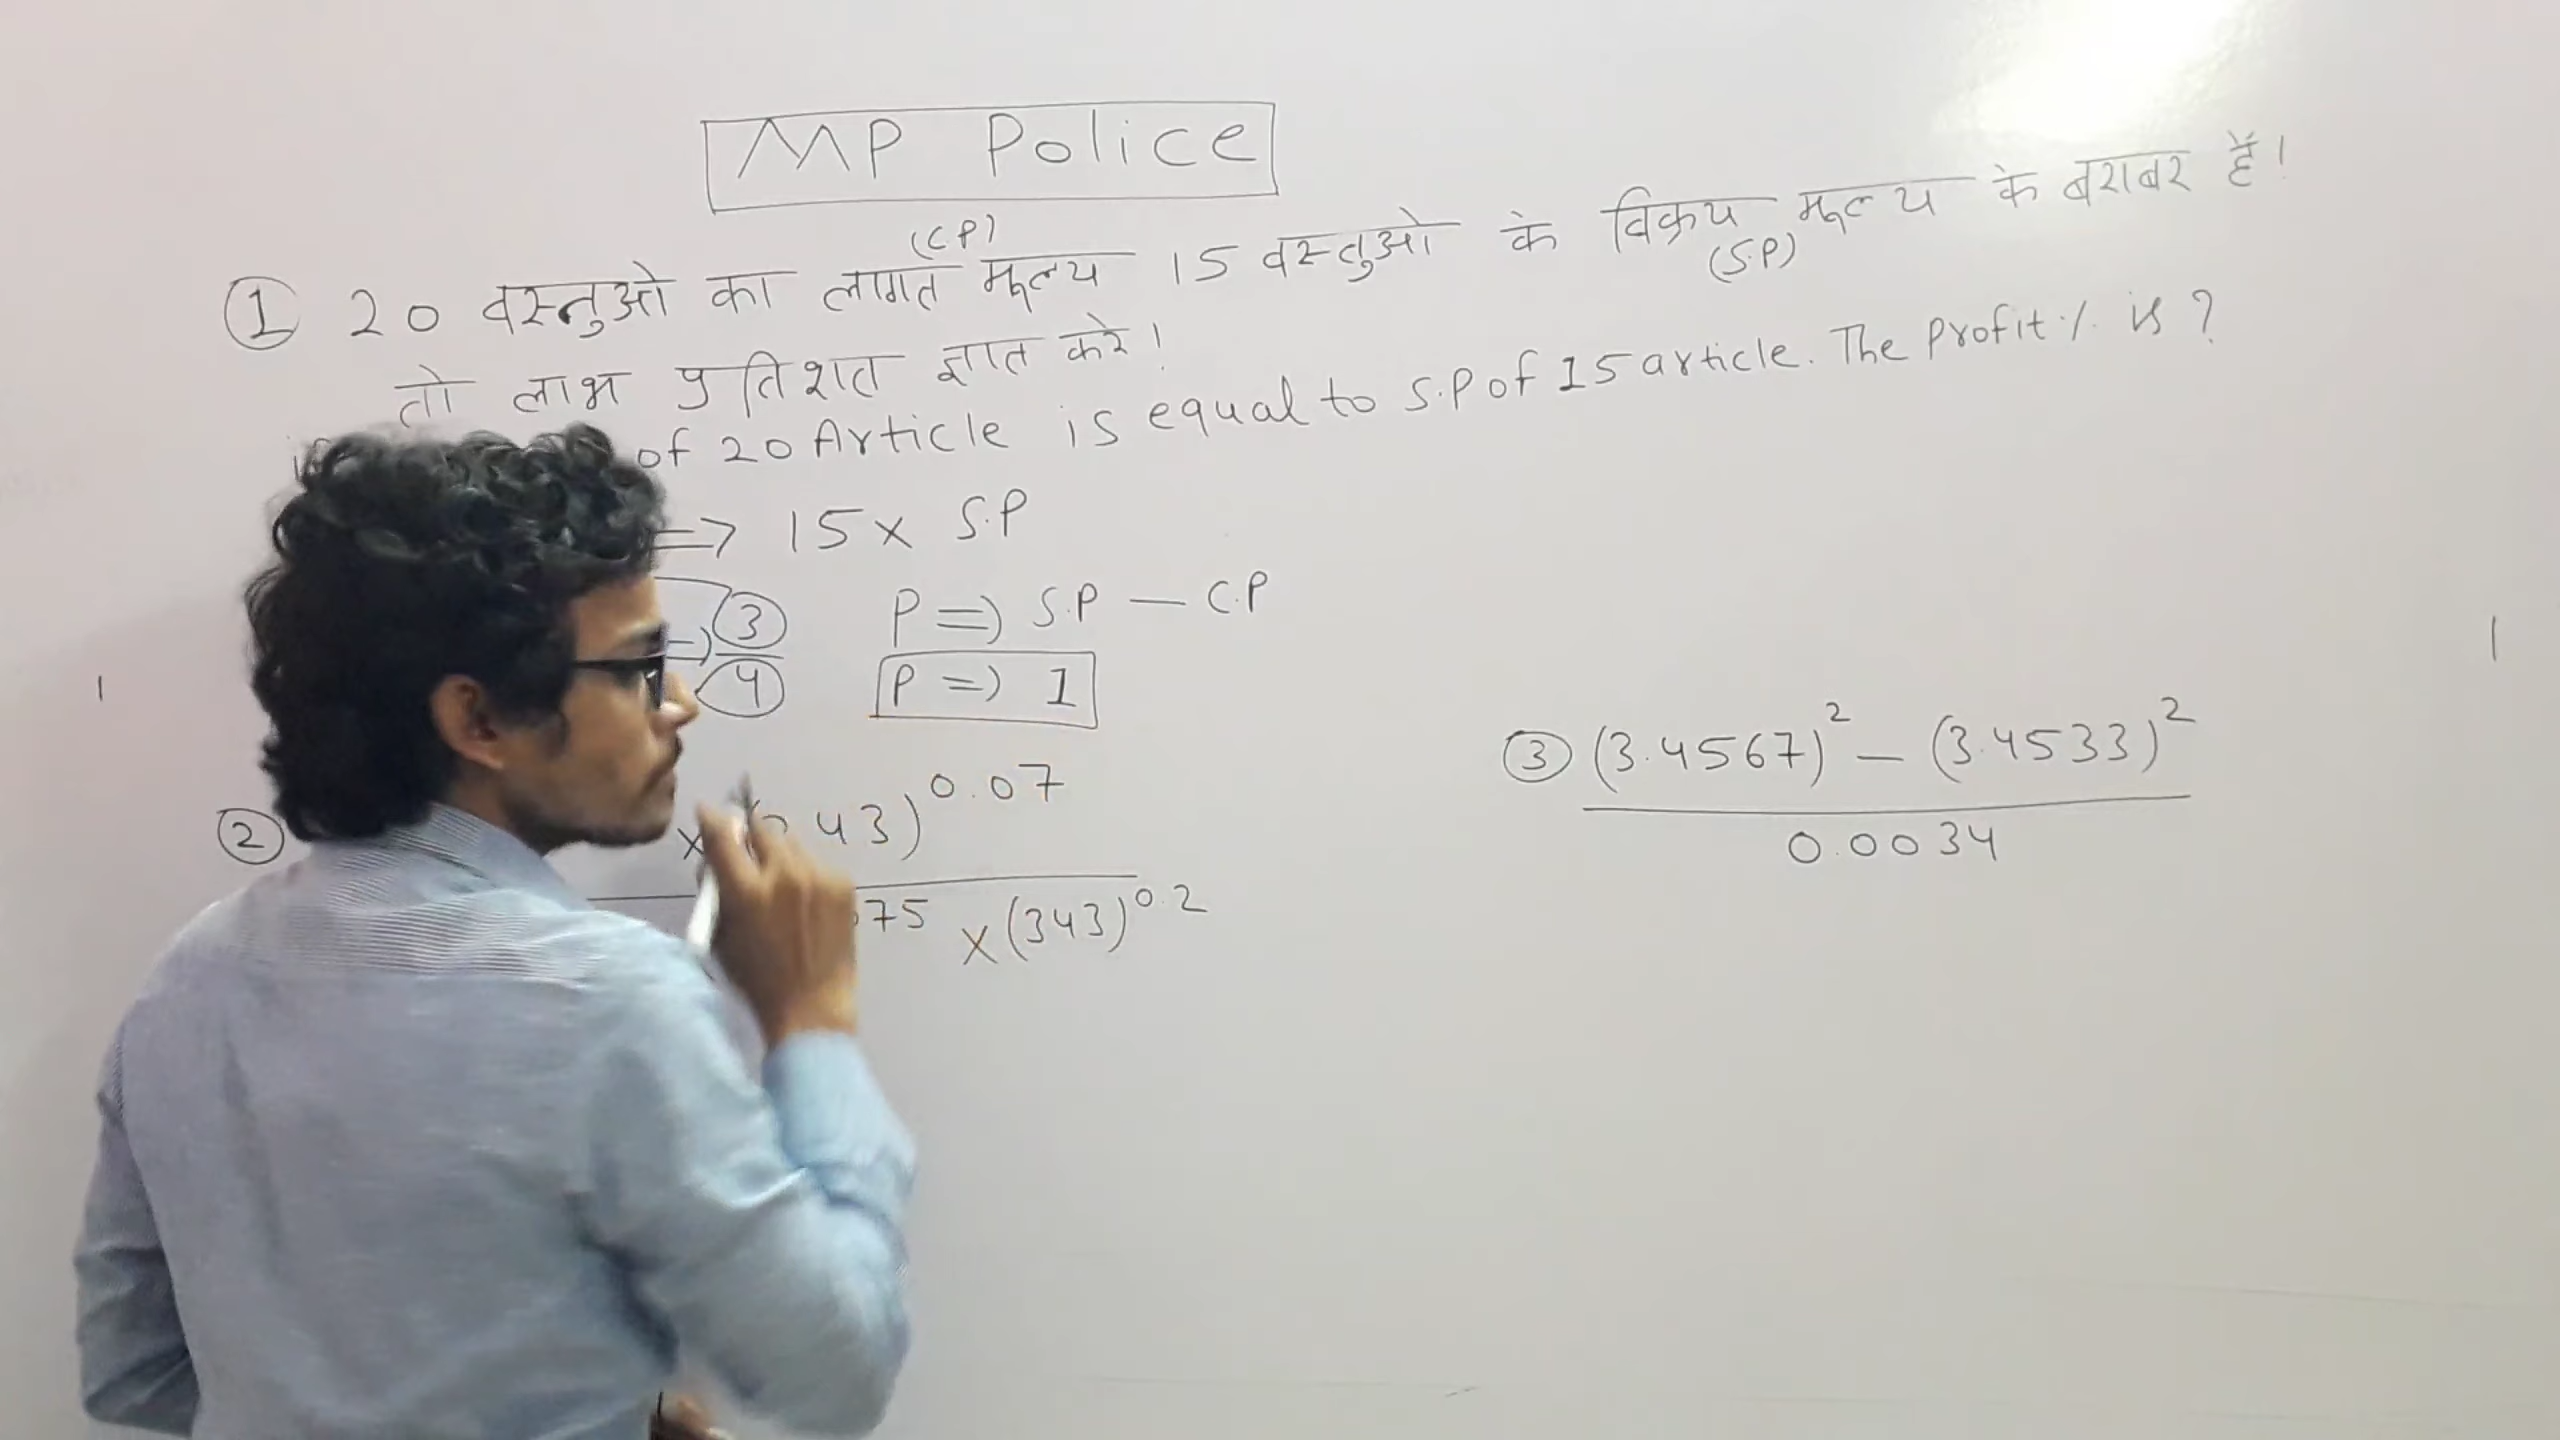 MP Police
(CP)
① 20 वस्तुओ का लागत मूल्य 15 वस्तुओ के विक्रय मूल्य के बराबर हैं।
(S.P)
तो लाभ प्रतिशत ज्ञात करे।
of 20 Article is equal to S.P of 15 article. The Profit % is ?
=> 15 x S.P
3 P => S.P — C.P
=)
4 P => 1
② x 43)^0.07
75 x (343)^0.2
③ (3.4567)^2 — (3.4533)^2
0.0034